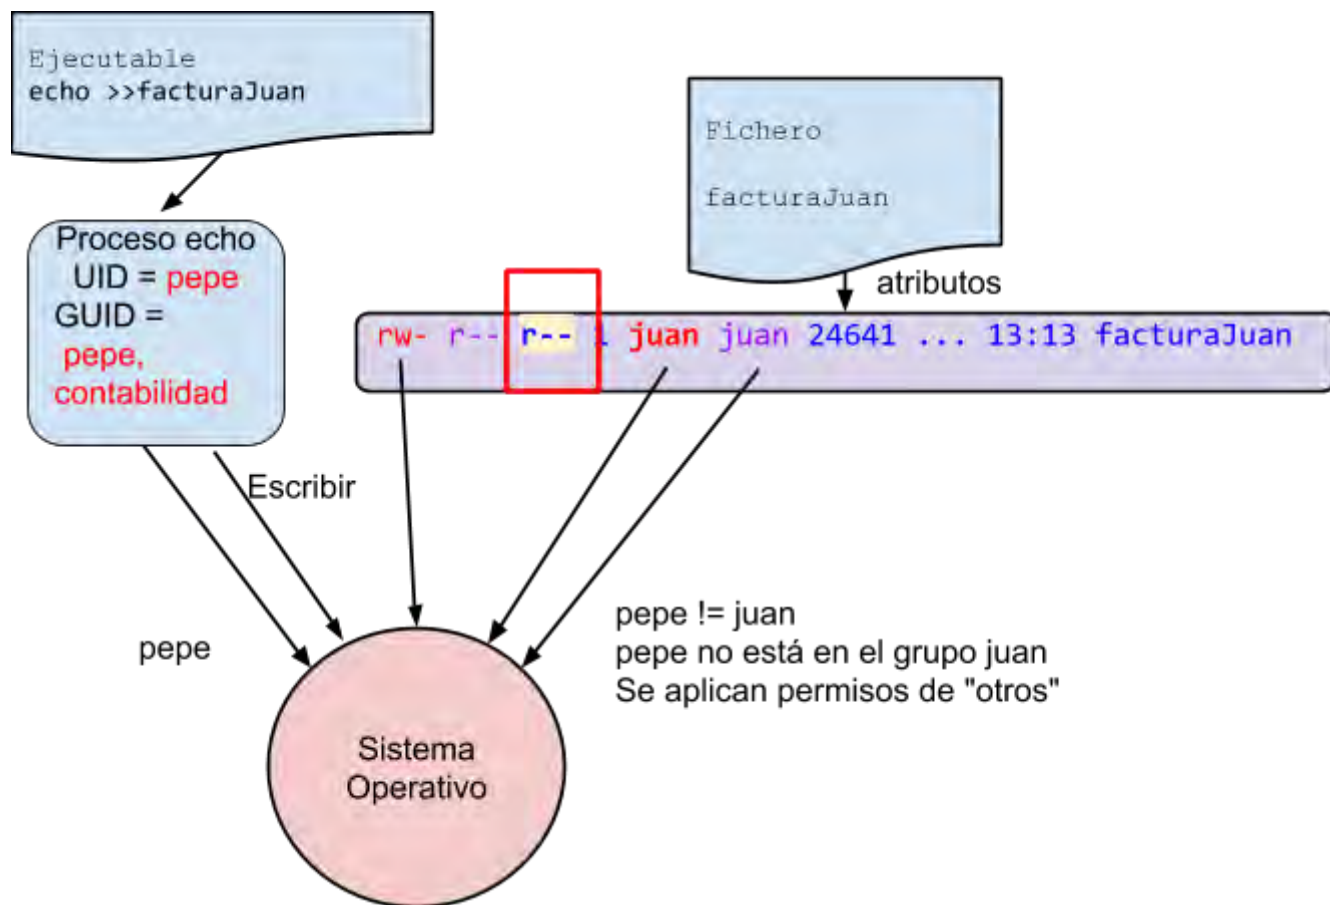 Ejecutable
echo >>facturaJuan
Fichero
facturaJuan
Proceso echo
UID = pepe
GUID =
pepe,
contabilidad
atributos
rw- r-- r-- 1 juan juan 24641 ... 13:13 facturaJuan
Escribir
pepe
pepe != juan
pepe no está en el grupo juan
Se aplican permisos de "otros"
Sistema
Operativo